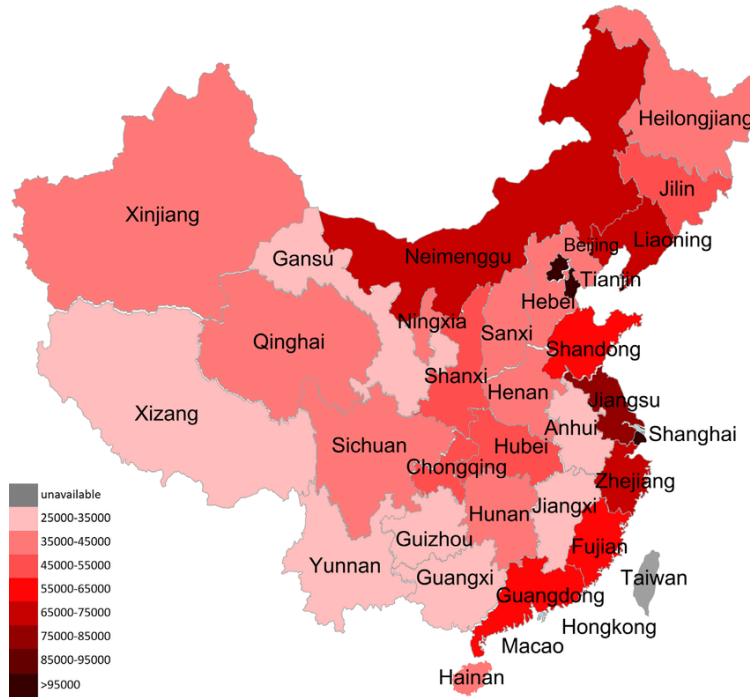 Heilongjiang
Jilin
Xinjiang
Beijing
Liaoning
Gansu
Neimenggu
Tianjin
Hebei
Ningxia
Sanxi
Qinghai
Shandong
Shanxi
Henan
Jiangsu
Xizang
Anhui
Shanghai
Sichuan
Hubei
Chongqing
Zhejiang
Hunan
Jiangxi
Guizhou
Fujian
Yunnan
Guangxi
Taiwan
Guangdong
Hongkong
Macao
Hainan
unavailable
25000-35000
35000-45000
45000-55000
55000-65000
65000-75000
75000-85000
85000-95000
>95000